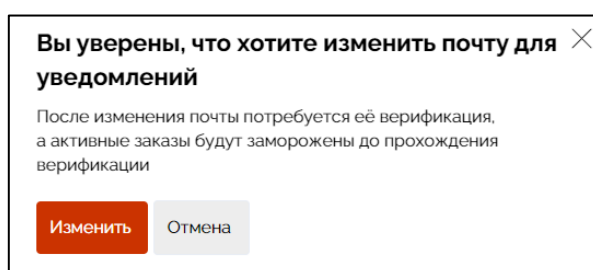 Вы уверены, что хотите изменить почту для
уведомлений
После изменения почты потребуется её верификация,
а активные заказы будут заморожены до прохождения
верификации
Изменить
Отмена